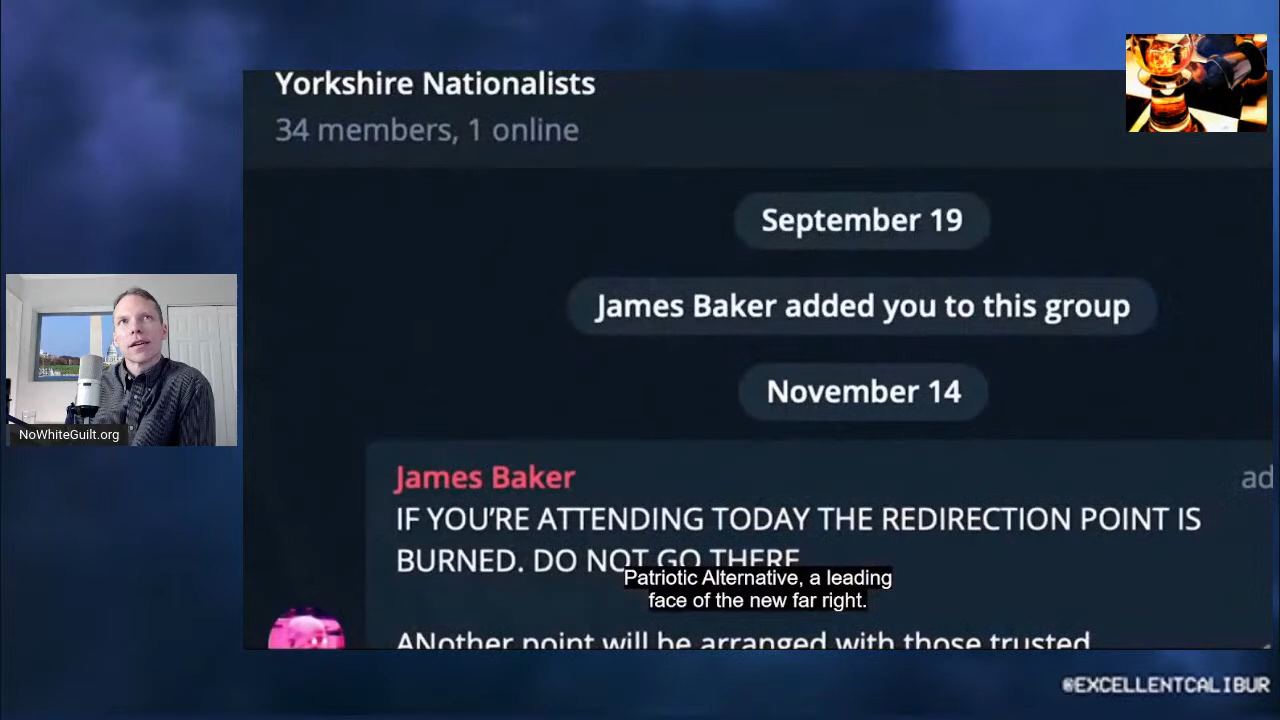 Yorkshire Nationalists
34 members, 1 online
September 19
James Baker added you to this group
November 14
James Baker
ad
IF YOU'RE ATTENDING TODAY THE REDIRECTION POINT IS
BURNED. DO NOT GO THERE
Patriotic Alternative, a leading
face of the new far right.
ANother point will be arranged with those trusted
NoWhiteGuilt.org
@EXCELLENTCALIBUR